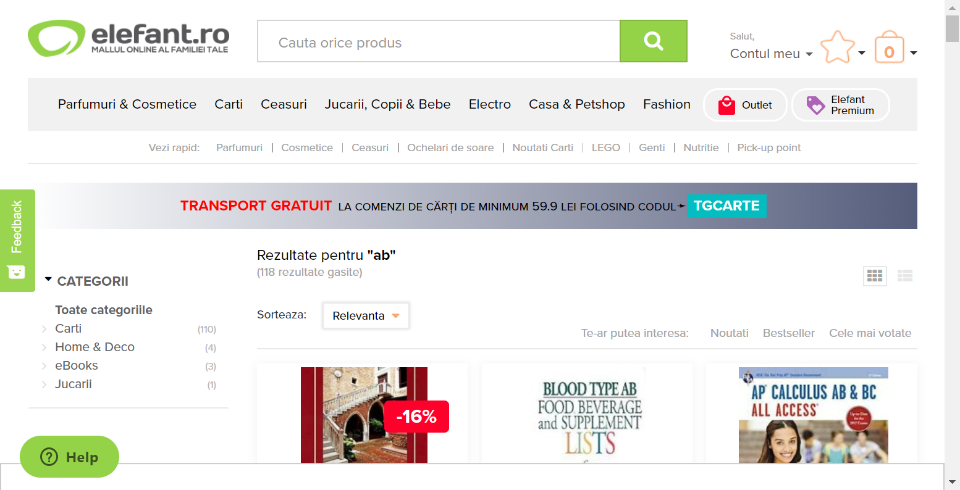 elefant.ro
MALLUL ONLINE AL FAMILIEI TALE
Cauta orice produs
Salut,
Contul meu
0
Parfumuri & Cosmetice Carti Ceasuri Jucarii, Copii & Bebe Electro Casa & Petshop Fashion Outlet Elefant Premium
Vezi rapid: Parfumuri | Cosmetice | Ceasuri | Ochelari de soare | Noutati Carti | LEGO | Genti | Nutritie | Pick-up point
TRANSPORT GRATUIT LA COMENZI DE CĂRȚI DE MINIMUM 59.9 LEI FOLOSIND CODUL TGCARTE
Feedback
Rezultate pentru "ab"
(118 rezultate gasite)
CATEGORII
Toate categoriile
Carti (110)
Home & Deco (4)
eBooks (3)
Jucarii (1)
Sorteaza: Relevanta
Te-ar putea interesa: Noutati Bestseller Cele mai votate
-16%
BLOOD TYPE AB
FOOD BEVERAGE
and SUPPLEMENT
LISTS
AP CALCULUS AB & BC
ALL ACCESS
Help